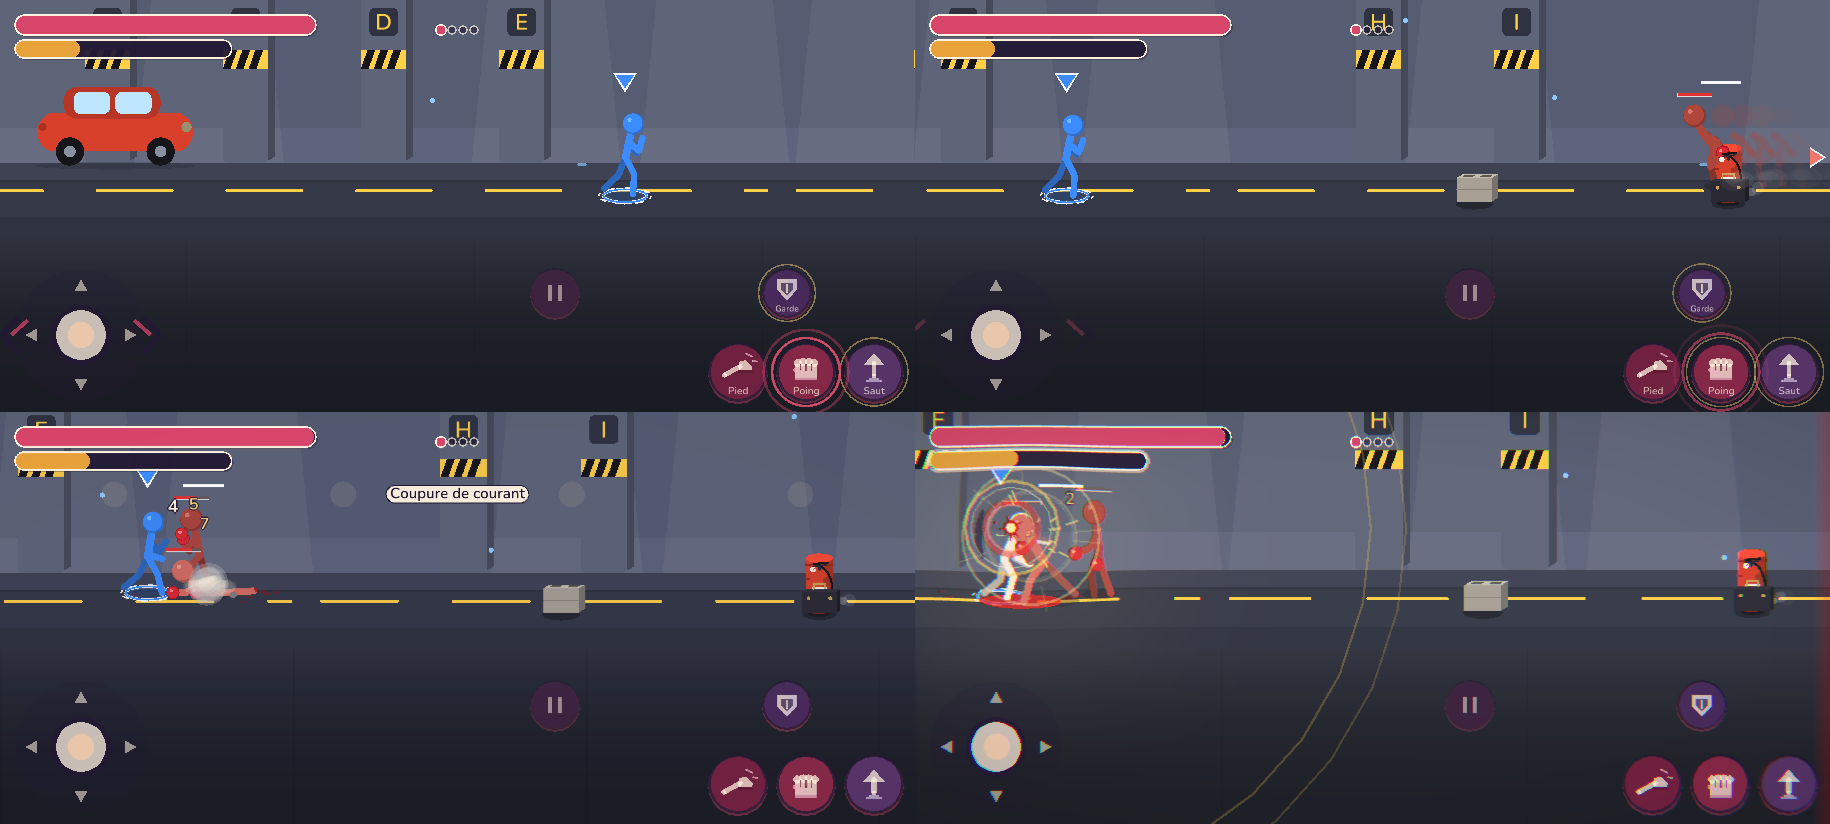 D
E
Garde
Pied
Poing
Saut
H
I
Garde
Pied
Poing
Saut
H
I
4
5
7
Coupure de courant
H
I
2